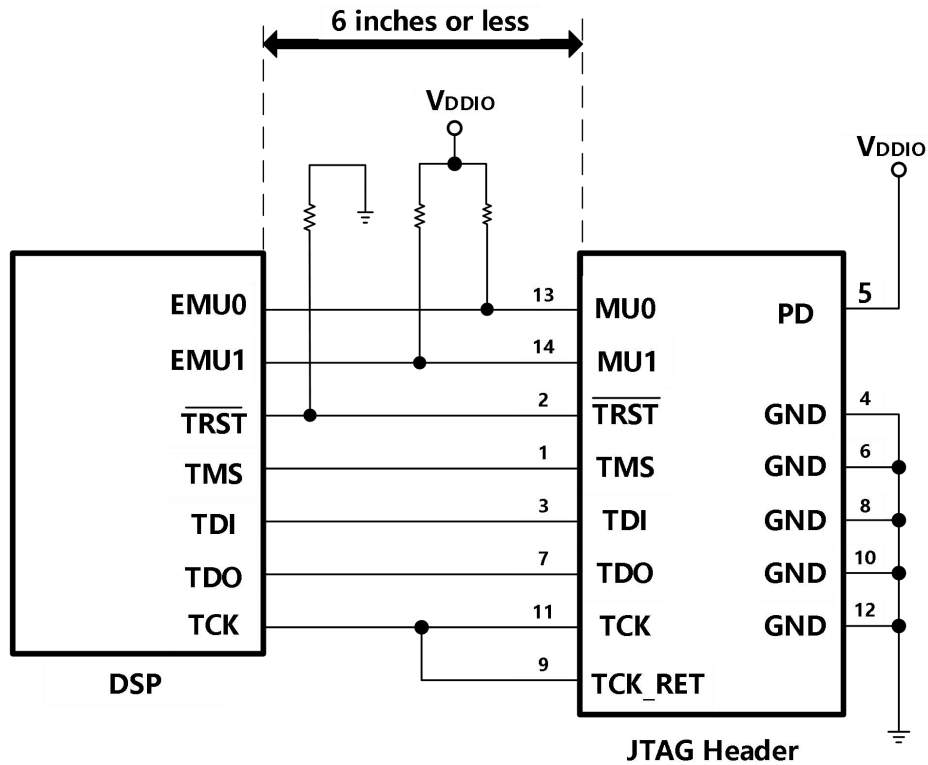 6 inches or less
VDDIO
VDDIO
EMU0
13
MU0
PD
5
EMU1
14
MU1
TRST
2
TRST
GND
4
TMS
1
TMS
GND
6
TDI
3
TDI
GND
8
TDO
7
TDO
GND
10
TCK
11
TCK
GND
12
9
TCK_RET
DSP
JTAG Header